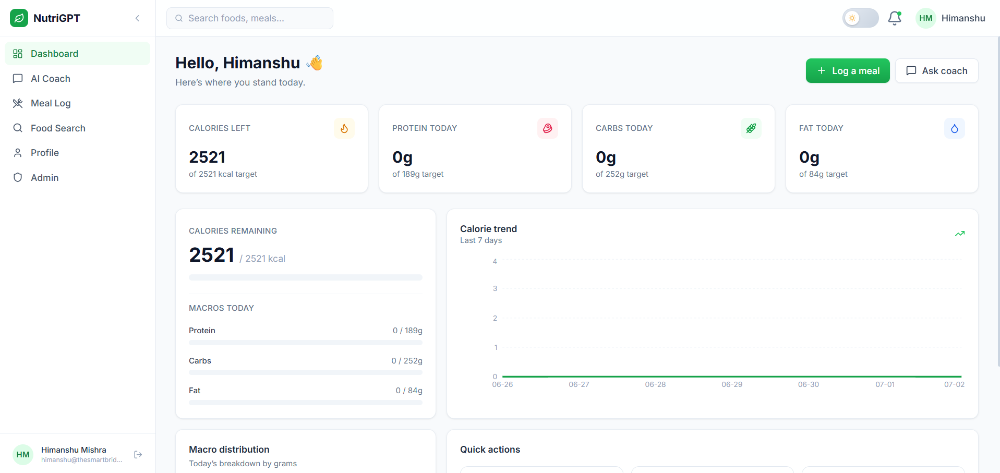 NutriGPT
Search foods, meals...
HM
Himanshu
Dashboard
AI Coach
Meal Log
Food Search
Profile
Admin
Hello, Himanshu 👋
Here’s where you stand today.
Log a meal
Ask coach
CALORIES LEFT
2521
of 2521 kcal target
PROTEIN TODAY
0g
of 189g target
CARBS TODAY
0g
of 252g target
FAT TODAY
0g
of 84g target
CALORIES REMAINING
2521 / 2521 kcal
MACROS TODAY
Protein 0 / 189g
Carbs 0 / 252g
Fat 0 / 84g
Calorie trend
Last 7 days
4
3
2
1
0
06-26 06-27 06-28 06-29 06-30 07-01 07-02
Macro distribution
Today’s breakdown by grams
Quick actions
HM
Himanshu Mishra
himanshu@thesmartbrid...